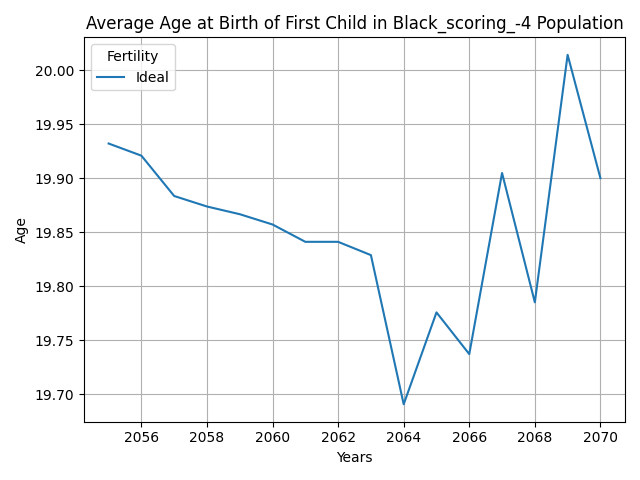 Average Age at Birth of First Child in Black_scoring_-4 Population
Fertility
Ideal
20.00
19.95
19.90
19.85
19.80
19.75
19.70
Age
2056 2058 2060 2062 2064 2066 2068 2070
Years